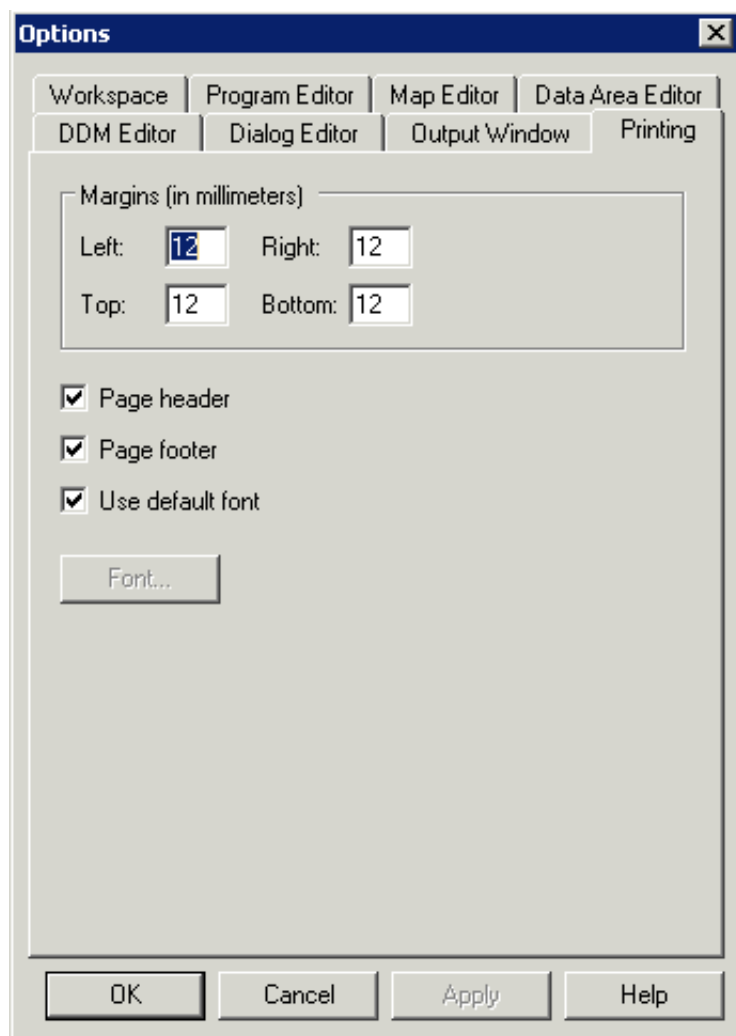 Options
Workspace Program Editor Map Editor Data Area Editor
DDM Editor Dialog Editor Output Window Printing
Margins (in millimeters)
Left: 12 Right: 12
Top: 12 Bottom: 12
Page header
Page footer
Use default font
Font...
OK Cancel Apply Help